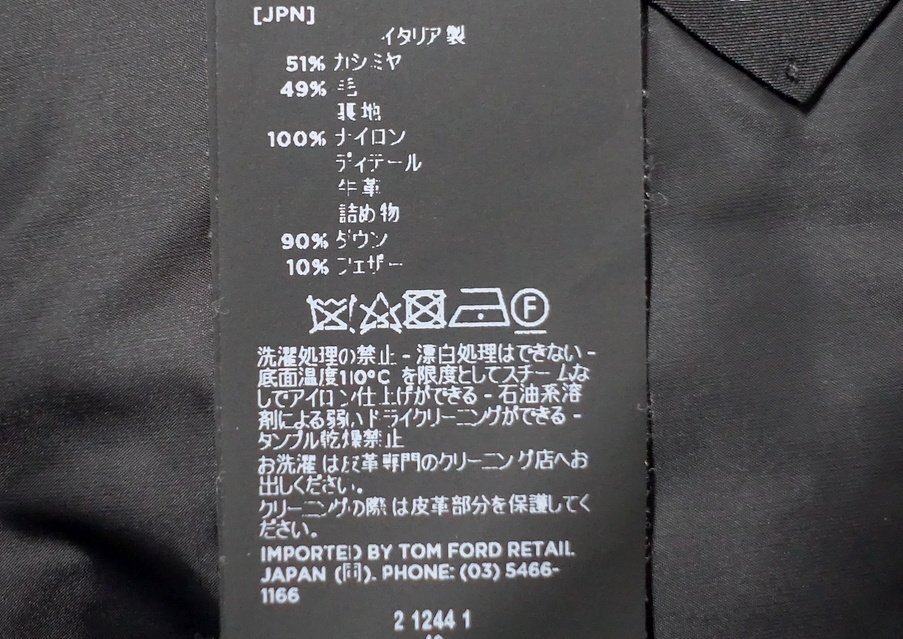 [JPN]
イタリア製
51% カシミヤ
49% 毛
裏地
100% ナイロン
ディテール
牛革
詰め物
90% ダウン
10% フェザー
F
洗濯処理の禁止 - 漂白処理はできない -
底面温度110°C を限度としてスチームな
しでアイロン仕上げができる - 石油系溶
剤による弱いドライクリーニングができる -
タンブル乾燥禁止
お洗濯は皮革専門のクリーニング店へお
出しください。
クリーニングの際は皮革部分を保護してく
ださい。
IMPORTED BY TOM FORD RETAIL
JAPAN (同). PHONE: (03) 5466-
1166
2 1244 1